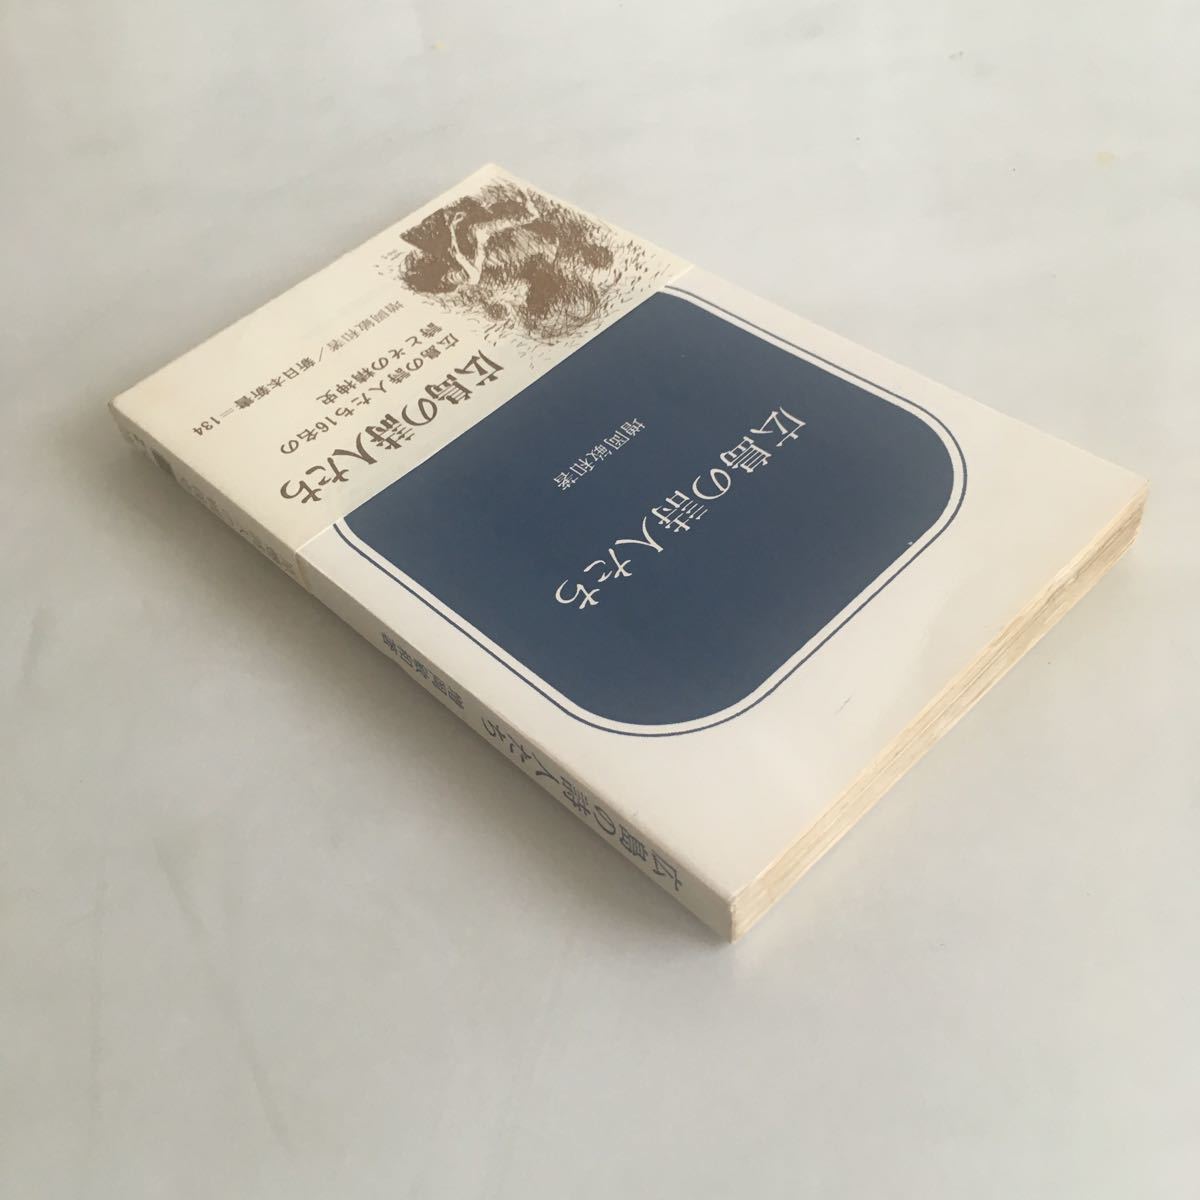 広島の詩人たち
増岡敏和著
広島の詩人たち
広島の詩人たち16名の
詩とその精神史
増岡敏和著／新日本新書＝134
広島の詩人たち 増岡敏和著